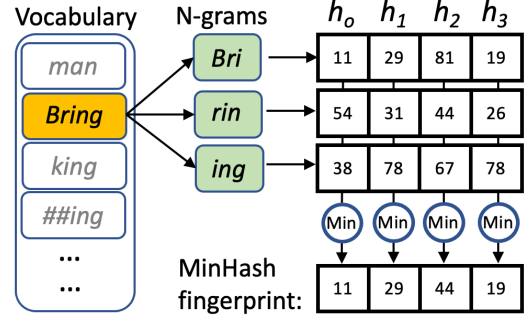 Vocabulary N-grams h₀ h₁ h₂ h₃
man Bri 11 29 81 19
Bring rin 54 31 44 26
king ing 38 78 67 78
##ing Min Min Min Min
...
... MinHash
fingerprint: 11 29 44 19